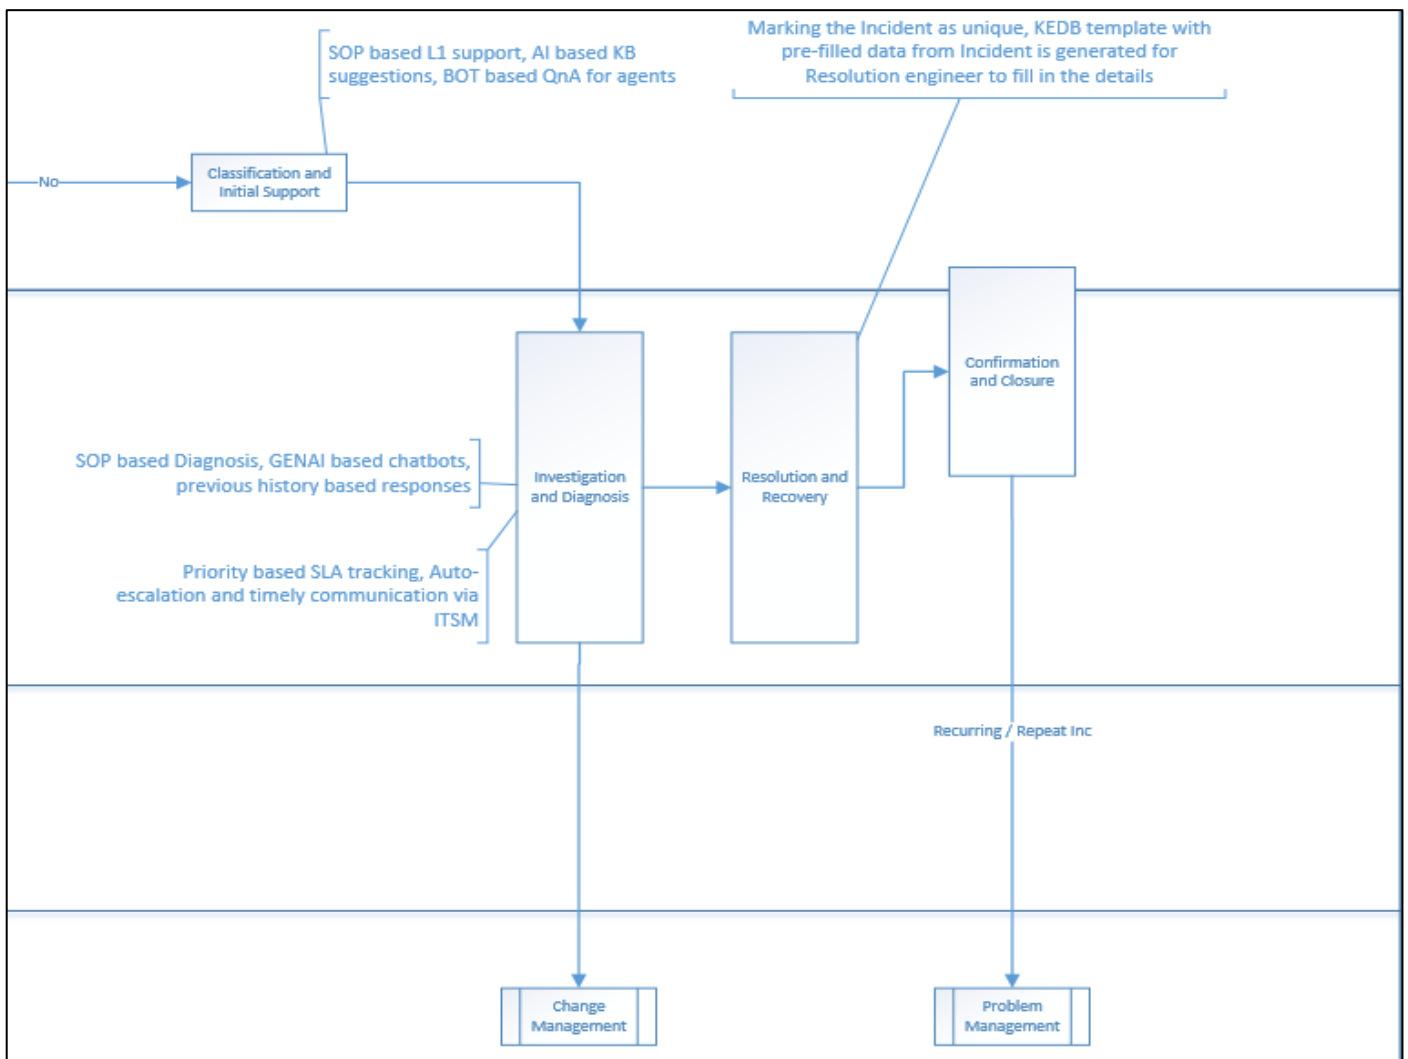 Marking the Incident as unique, KEDB template with
pre-filled data from Incident is generated for
Resolution engineer to fill in the details
SOP based L1 support, AI based KB
suggestions, BOT based QnA for agents
No
Classification and
Initial Support
Confirmation
and Closure
SOP based Diagnosis, GENAI based chatbots,
previous history based responses
Investigation
and Diagnosis
Resolution and
Recovery
Priority based SLA tracking, Auto-
escalation and timely communication via
ITSM
Recurring / Repeat Inc
Change
Management
Problem
Management